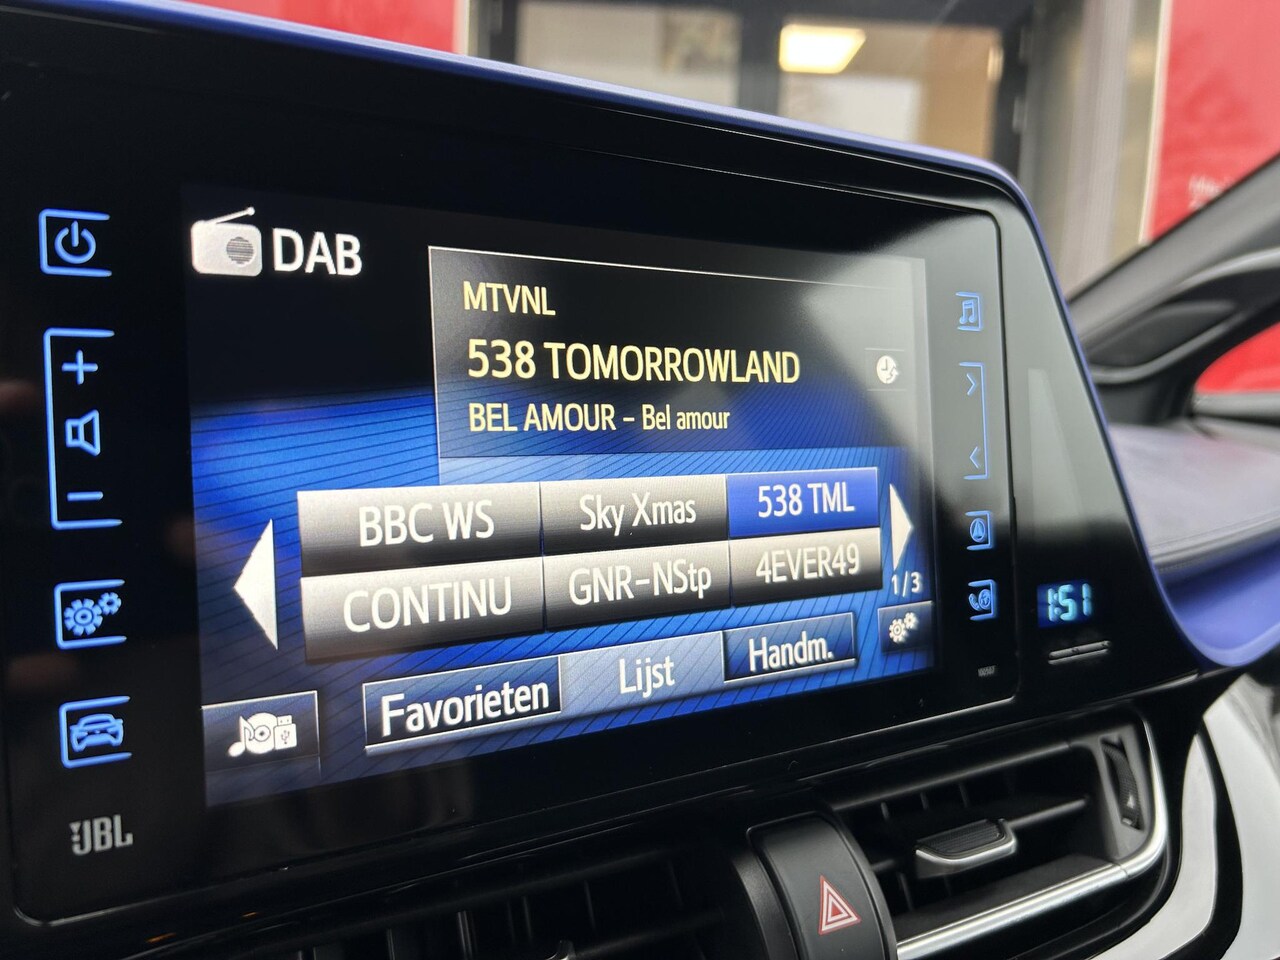 DAB
MTVNL
538 TOMORROWLAND
BEL AMOUR - Bel amour
BBC WS
Sky Xmas
538 TML
CONTINU
GNR-NStp
4EVER49
1/3
Favorieten
Lijst
Handm.
1:51
JBL